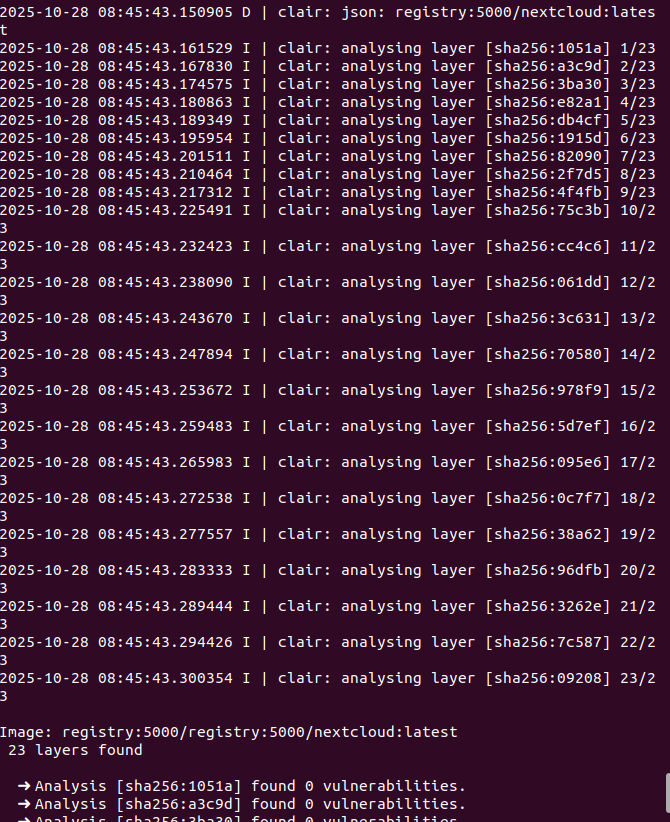 2025-10-28 08:45:43.150905 D | clair: json: registry:5000/nextcloud:lates
t
2025-10-28 08:45:43.161529 I | clair: analysing layer [sha256:1051a] 1/23
2025-10-28 08:45:43.167830 I | clair: analysing layer [sha256:a3c9d] 2/23
2025-10-28 08:45:43.174575 I | clair: analysing layer [sha256:3ba30] 3/23
2025-10-28 08:45:43.180863 I | clair: analysing layer [sha256:e82a1] 4/23
2025-10-28 08:45:43.189349 I | clair: analysing layer [sha256:db4cf] 5/23
2025-10-28 08:45:43.195954 I | clair: analysing layer [sha256:1915d] 6/23
2025-10-28 08:45:43.201511 I | clair: analysing layer [sha256:82090] 7/23
2025-10-28 08:45:43.210464 I | clair: analysing layer [sha256:2f7d5] 8/23
2025-10-28 08:45:43.217312 I | clair: analysing layer [sha256:4f4fb] 9/23
2025-10-28 08:45:43.225491 I | clair: analysing layer [sha256:75c3b] 10/2
3
2025-10-28 08:45:43.232423 I | clair: analysing layer [sha256:cc4c6] 11/2
3
2025-10-28 08:45:43.238090 I | clair: analysing layer [sha256:061dd] 12/2
3
2025-10-28 08:45:43.243670 I | clair: analysing layer [sha256:3c631] 13/2
3
2025-10-28 08:45:43.247894 I | clair: analysing layer [sha256:70580] 14/2
3
2025-10-28 08:45:43.253672 I | clair: analysing layer [sha256:978f9] 15/2
3
2025-10-28 08:45:43.259483 I | clair: analysing layer [sha256:5d7ef] 16/2
3
2025-10-28 08:45:43.265983 I | clair: analysing layer [sha256:095e6] 17/2
3
2025-10-28 08:45:43.272538 I | clair: analysing layer [sha256:0c7f7] 18/2
3
2025-10-28 08:45:43.277557 I | clair: analysing layer [sha256:38a62] 19/2
3
2025-10-28 08:45:43.283333 I | clair: analysing layer [sha256:96dfb] 20/2
3
2025-10-28 08:45:43.289444 I | clair: analysing layer [sha256:3262e] 21/2
3
2025-10-28 08:45:43.294426 I | clair: analysing layer [sha256:7c587] 22/2
3
2025-10-28 08:45:43.300354 I | clair: analysing layer [sha256:09208] 23/2
3
Image: registry:5000/registry:5000/nextcloud:latest
23 layers found
➜ Analysis [sha256:1051a] found 0 vulnerabilities.
➜ Analysis [sha256:a3c9d] found 0 vulnerabilities.
➜ Analysis [sha256:3ba30] found 0 vulnerabilities.